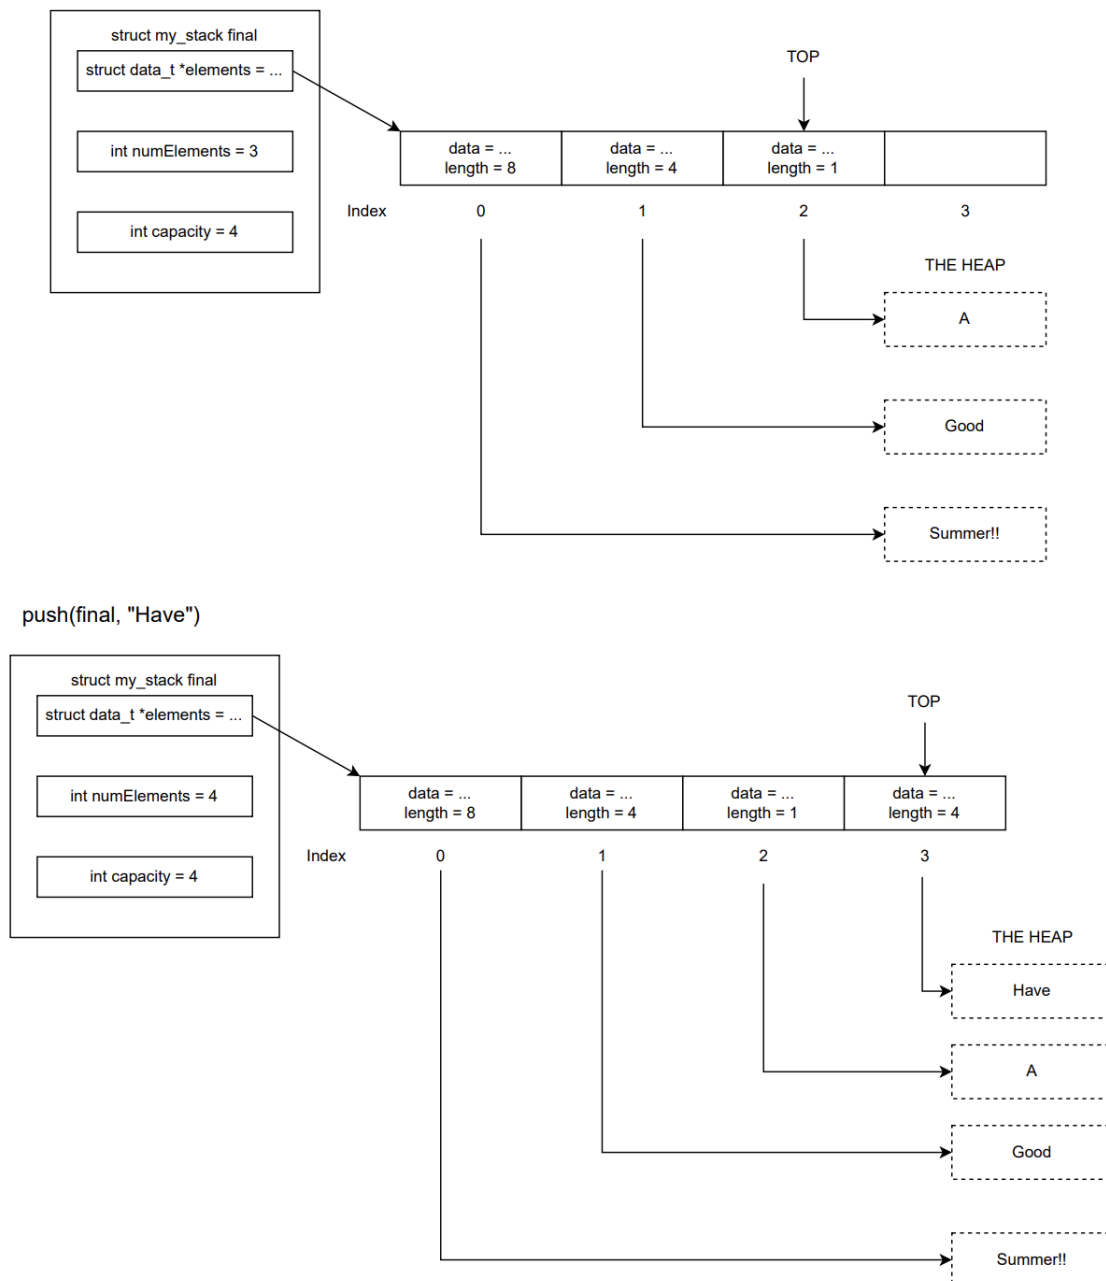 struct my_stack final
struct data_t *elements = ...
int numElements = 3
int capacity = 4
TOP
data = ...
length = 8
data = ...
length = 4
data = ...
length = 1
Index
0
1
2
3
THE HEAP
A
Good
Summer!!
push(final, "Have")
struct my_stack final
struct data_t *elements = ...
int numElements = 4
int capacity = 4
TOP
data = ...
length = 8
data = ...
length = 4
data = ...
length = 1
data = ...
length = 4
Index
0
1
2
3
THE HEAP
Have
A
Good
Summer!!